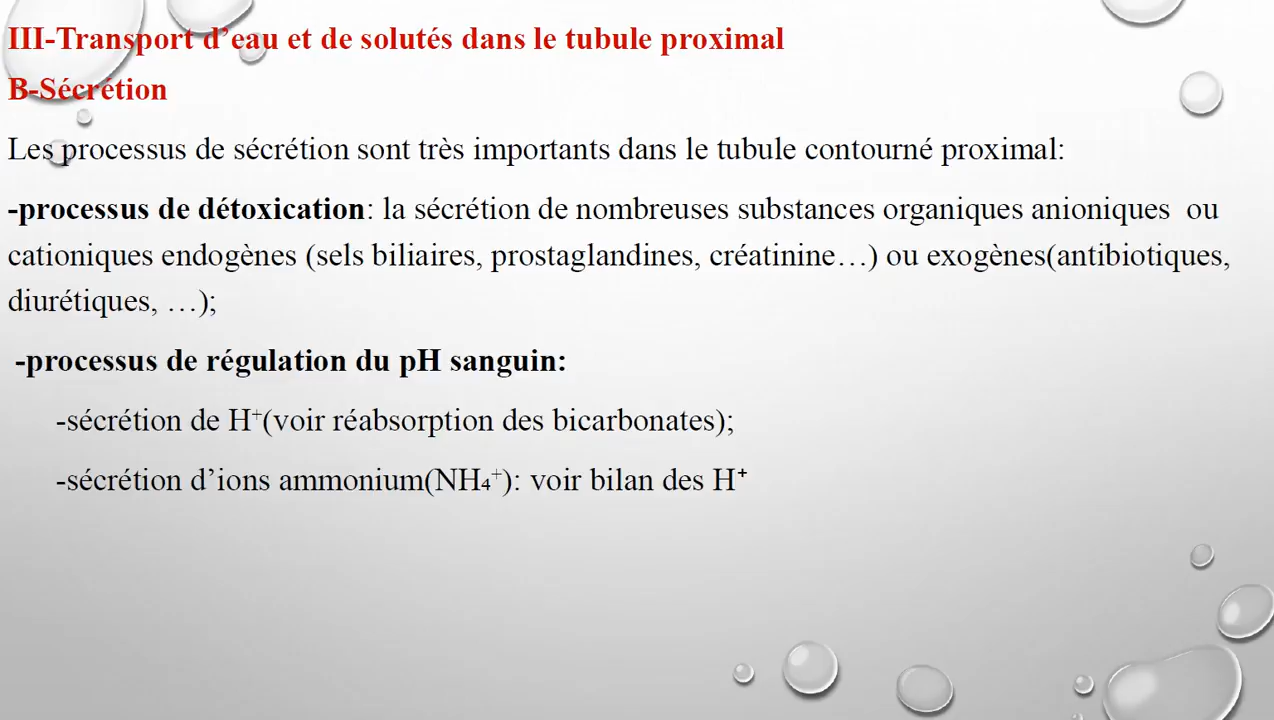 III-Transport d’eau et de solutés dans le tubule proximal
B-Sécrétion
Les processus de sécrétion sont très importants dans le tubule contourné proximal:
-processus de détoxication: la sécrétion de nombreuses substances organiques anioniques  ou
cationiques endogènes (sels biliaires, prostaglandines, créatinine…) ou exogènes(antibiotiques,
diurétiques, …);
-processus de régulation du pH sanguin:
-sécrétion de H⁺(voir réabsorption des bicarbonates);
-sécrétion d’ions ammonium(NH₄⁺): voir bilan des H⁺